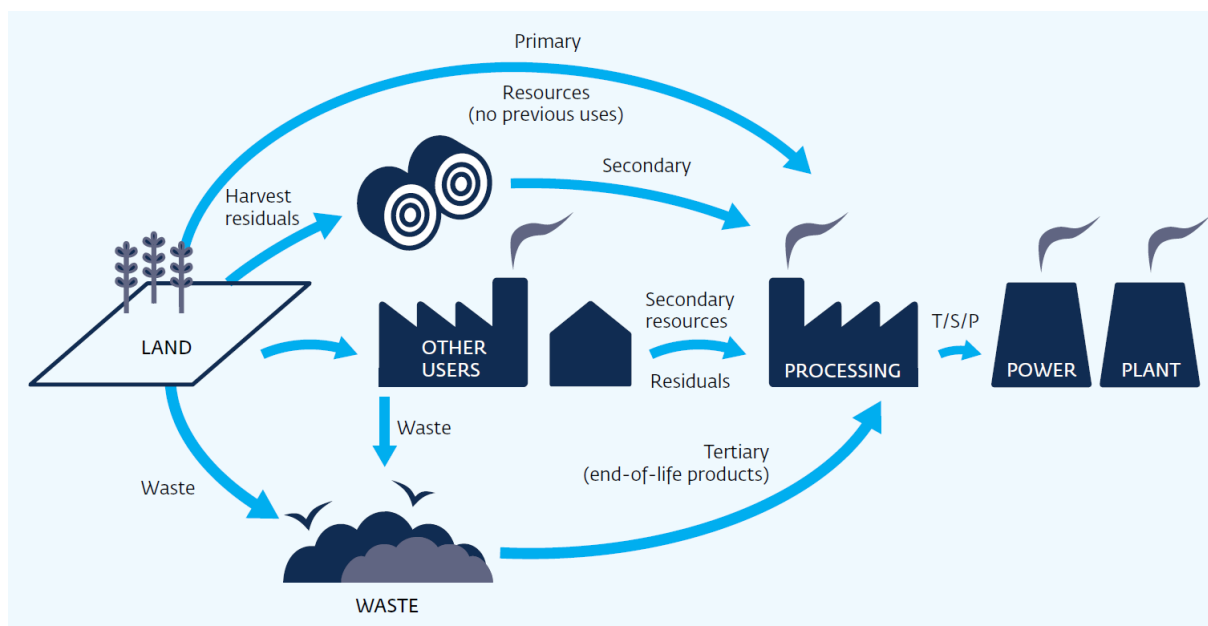 Primary
Resources
(no previous uses)
Secondary
Harvest
residuals
Secondary
resources
T/S/P
LAND
OTHER
USERS
Residuals
PROCESSING
POWER
PLANT
Waste
Tertiary
(end-of-life products)
Waste
WASTE